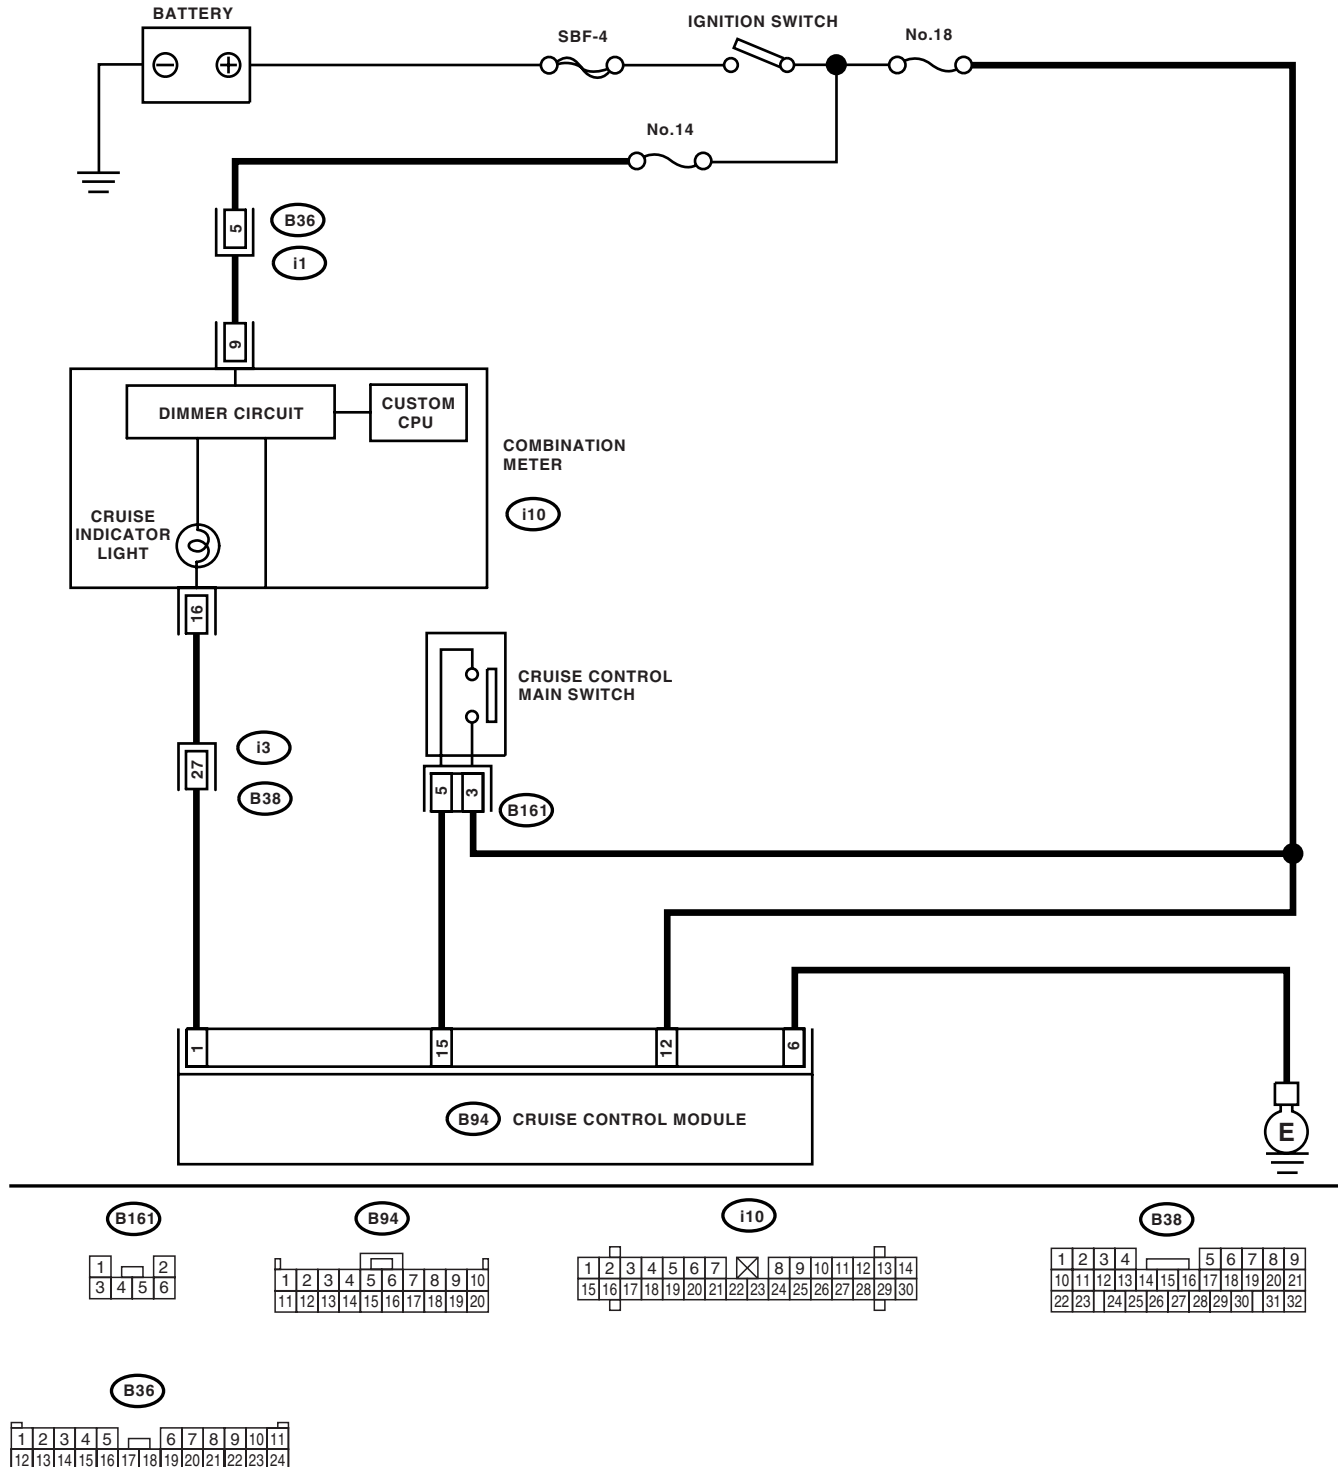 BATTERY
SBF-4
IGNITION SWITCH
No.18
No.14
5
B36
i1
9
DIMMER CIRCUIT
CUSTOM
CPU
COMBINATION
METER
i10
CRUISE
INDICATOR
LIGHT
16
CRUISE CONTROL
MAIN SWITCH
i3
27
B38
5 3
B161
1 15 12 6
B94 CRUISE CONTROL MODULE
E
B161
1 2
3 4 5 6
B94
1 2 3 4 5 6 7 8 9 10
11 12 13 14 15 16 17 18 19 20
i10
1 2 3 4 5 6 7 8 9 10 11 12 13 14
15 16 17 18 19 20 21 22 23 24 25 26 27 28 29 30
B38
1 2 3 4 5 6 7 8 9
10 11 12 13 14 15 16 17 18 19 20 21
22 23 24 25 26 27 28 29 30 31 32
B36
1 2 3 4 5 6 7 8 9 10 11
12 13 14 15 16 17 18 19 20 21 22 23 24